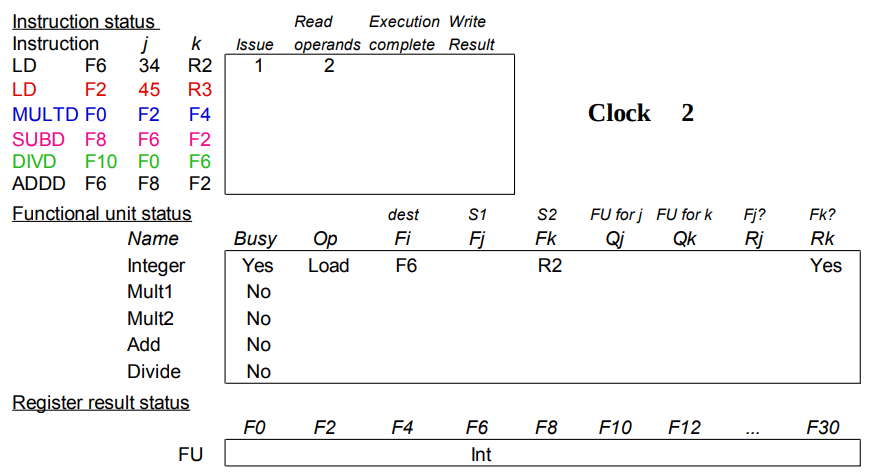 Instruction status Read Execution Write
Instruction j k Issue operands complete Result
LD F6 34 R2 1 2
LD F2 45 R3
MULTD F0 F2 F4
Clock 2
SUBD F8 F6 F2
DIVD F10 F0 F6
ADDD F6 F8 F2
Functional unit status dest S1 S2 FU for j FU for k Fj? Fk?
Name Busy Op Fi Fj Fk Qj Qk Rj Rk
Integer Yes Load F6 R2 Yes
Mult1 No
Mult2 No
Add No
Divide No
Register result status
F0 F2 F4 F6 F8 F10 F12 ... F30
FU Int